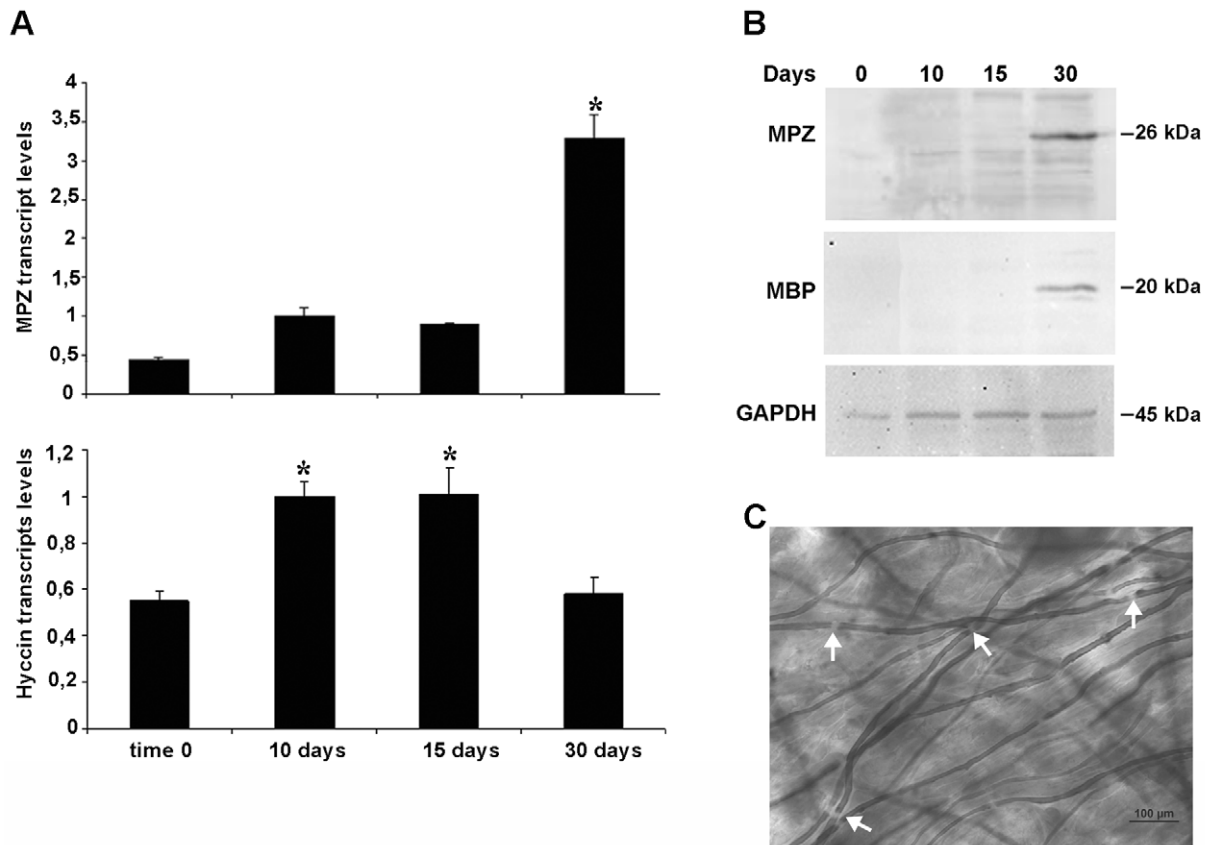 A
MPZ transcript levels
4
3,5
3
2,5
2
1,5
1
0,5
0
*
Hyccin transcripts levels
1,2
1
0,8
0,6
0,4
0,2
0
* *
time 0 10 days 15 days 30 days
B
Days 0 10 15 30
MPZ –26 kDa
MBP –20 kDa
GAPDH –45 kDa
C
100 µm